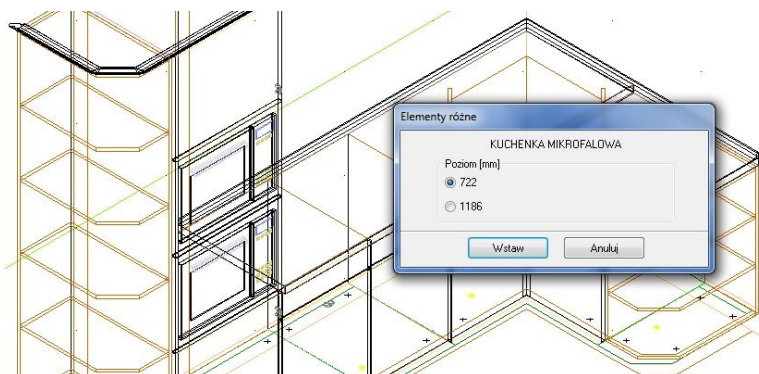 Elementy różne
KUCHENKA MIKROFALOWA
Poziom [mm]
722
1186
Wstaw
Anuluj